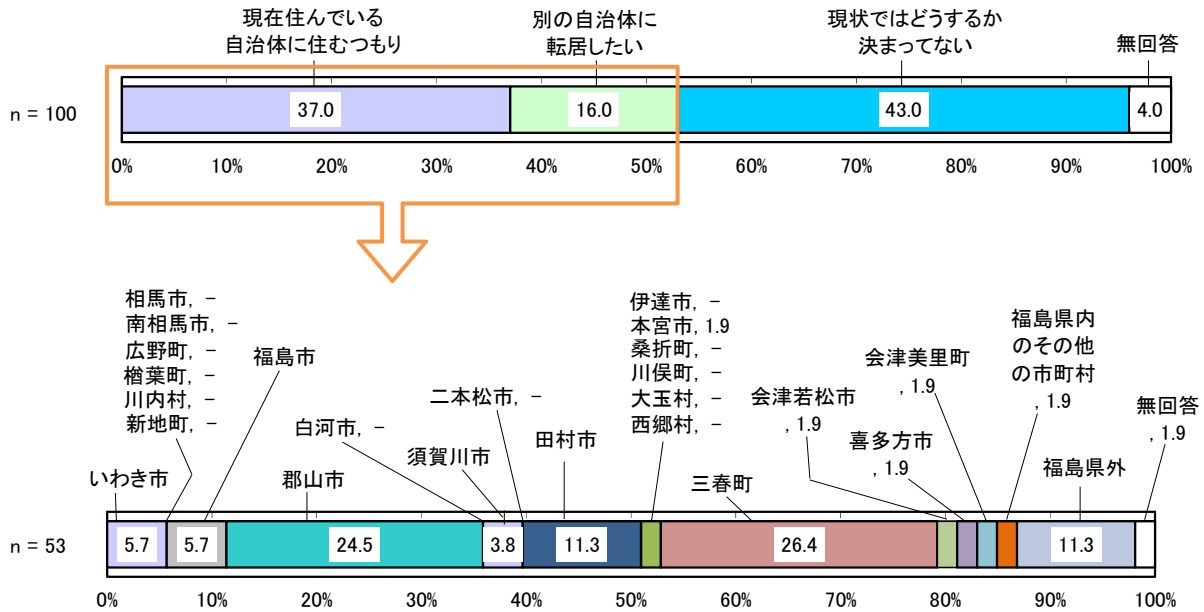 現在住んでいる
自治体に住むつもり
別の自治体に
転居したい
現状ではどうするか
決まってない
無回答
n = 100
37.0
16.0
43.0
4.0
0%
10%
20%
30%
40%
50%
60%
70%
80%
90%
100%
相馬市, －
南相馬市, －
広野町, －
楢葉町, －
川内村, －
新地町, －
福島市
いわき市
郡山市
白河市, －
須賀川市
二本松市, －
田村市
伊達市, －
本宮市, 1.9
桑折町, －
川俣町, －
大玉村, －
西郷村, －
三春町
会津若松市
, 1.9
会津美里町
, 1.9
喜多方市
, 1.9
福島県内
のその他
の市町村
, 1.9
福島県外
無回答
, 1.9
n = 53
5.7
5.7
24.5
3.8
11.3
26.4
11.3
0%
10%
20%
30%
40%
50%
60%
70%
80%
90%
100%